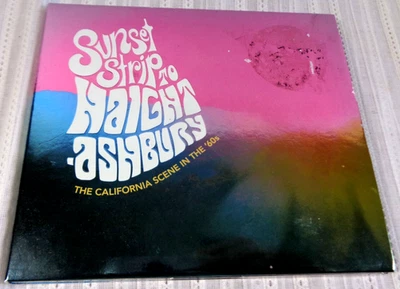 Sunset
Strip to
HAIGHT
-ASHBURY
THE CALIFORNIA SCENE IN THE '60s